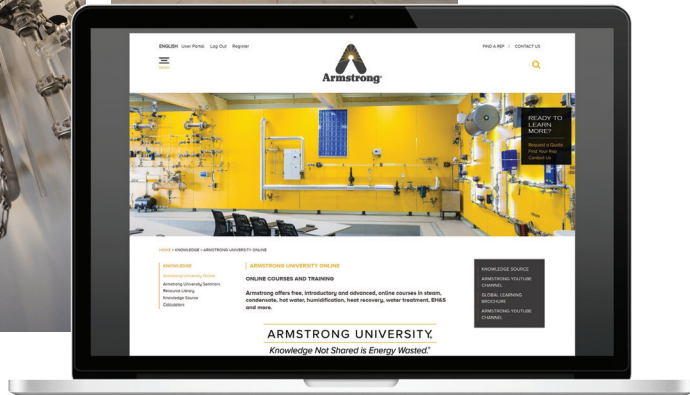 ENGLISH User Portal Log Out Register
FIND A REP | CONTACT US
MENU
Armstrong
READY TO
LEARN
MORE?
Request a Quote
Find Your Rep
Contact Us
HOME > KNOWLEDGE > ARMSTRONG UNIVERSITY ONLINE
KNOWLEDGE
Armstrong University Online
Armstrong University Seminars
Resource Library
Knowledge Source
Calculators
ARMSTRONG UNIVERSITY ONLINE
ONLINE COURSES AND TRAINING
Armstrong offers free, introductory and advanced, online courses in steam,
condensate, hot water, humidification, heat recovery, water treatment, EH&S
and more.
ARMSTRONG UNIVERSITY.
Knowledge Not Shared is Energy Wasted.®
KNOWLEDGE SOURCE
ARMSTRONG YOUTUBE
CHANNEL
GLOBAL LEARNING
BROCHURE
ARMSTRONG YOUTUBE
CHANNEL